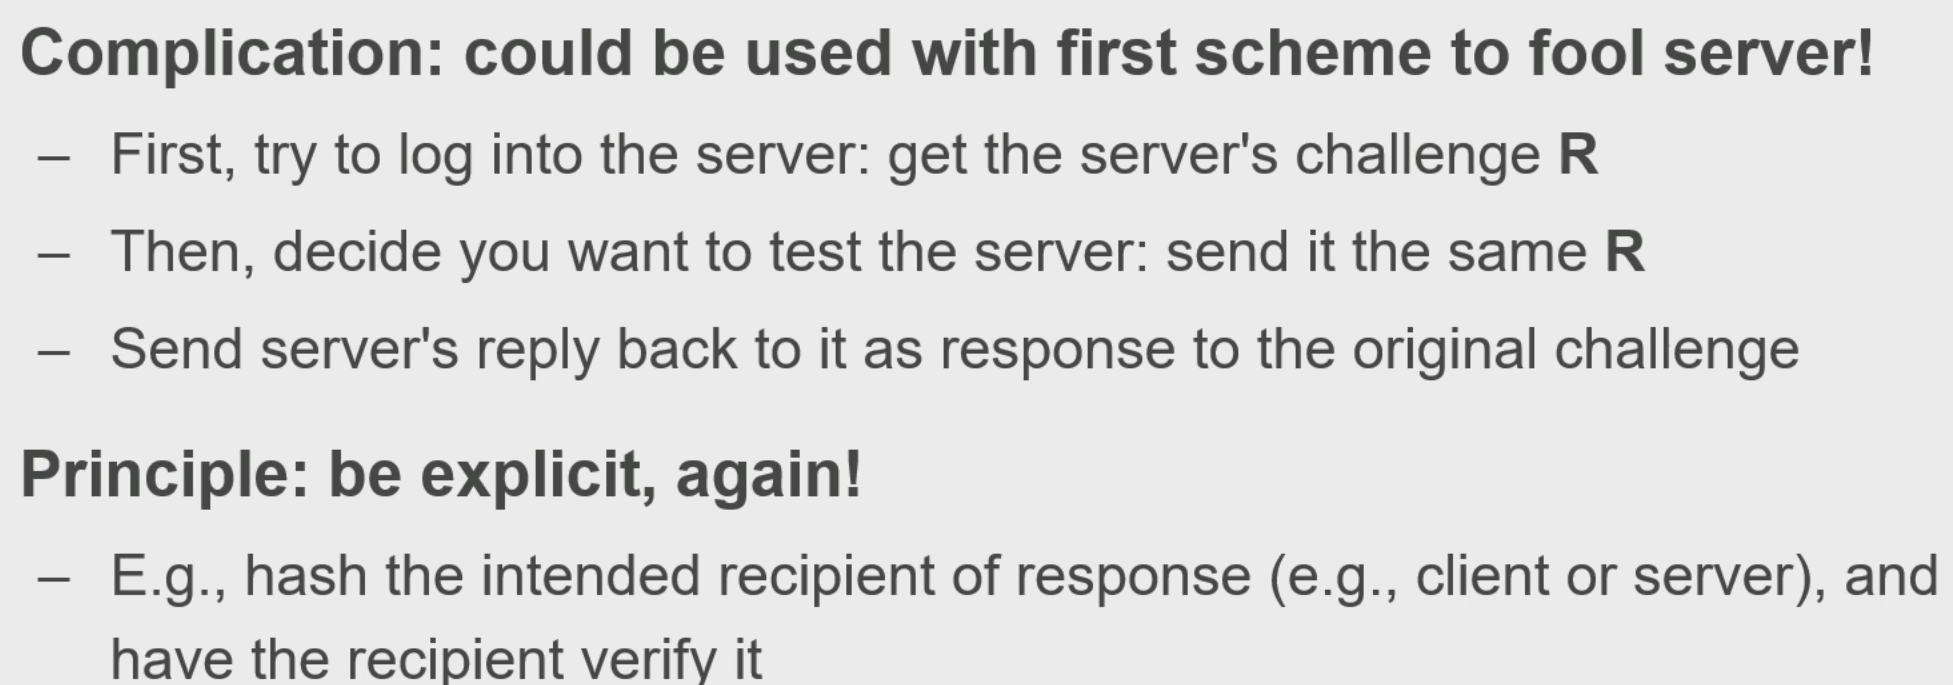 Complication: could be used with first scheme to fool server!
– First, try to log into the server: get the server's challenge R
– Then, decide you want to test the server: send it the same R
– Send server's reply back to it as response to the original challenge
Principle: be explicit, again!
– E.g., hash the intended recipient of response (e.g., client or server), and
have the recipient verify it